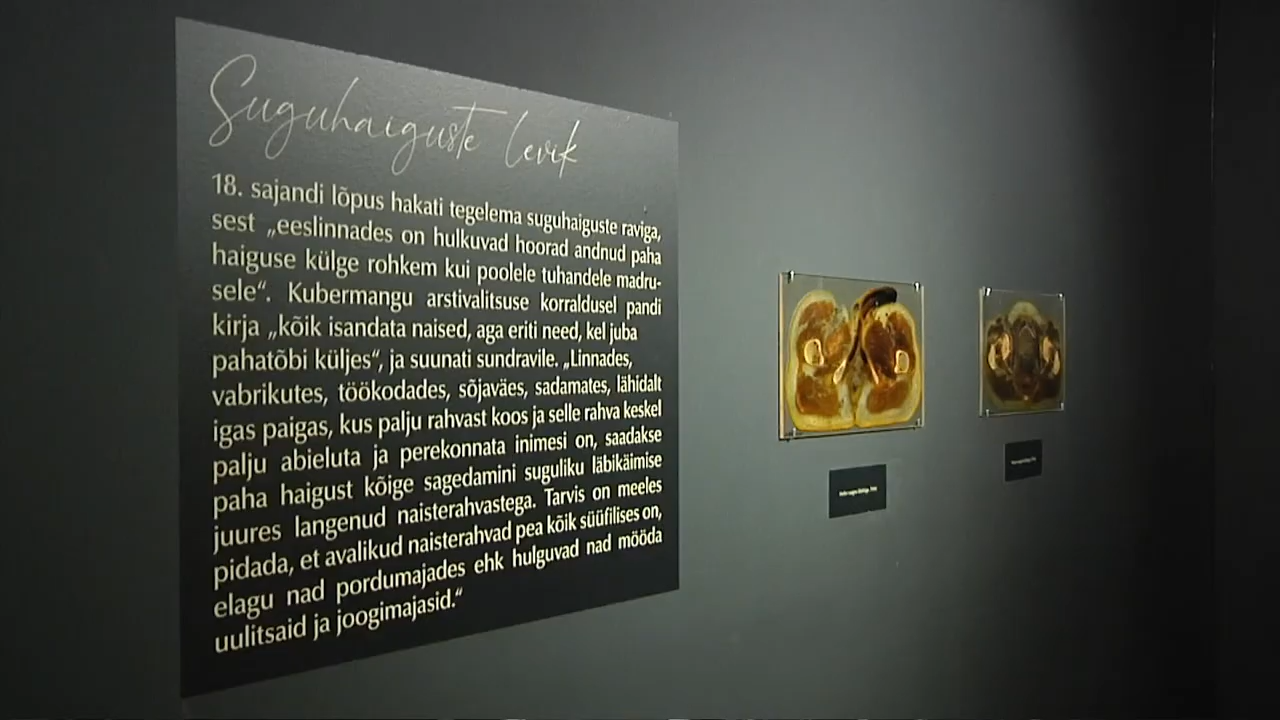 Suguhaiguste levik
18. sajandi lõpus hakati tegelema suguhaiguste raviga,
sest „eeslinnades on hulkuvad hoorad andnud paha
haiguse külge rohkem kui poolele tuhandele madru-
sele“. Kubermangu arstivalitsuse korraldusel pandi
kirja „kõik isandata naised, aga eriti need, kel juba
pahatõbi küljes“, ja suunati sundravile. „Linnades,
vabrikutes, töökodades, sõjaväes, sadamates, lähidalt
igas paigas, kus palju rahvast koos ja selle rahva keskel
palju abieluta ja perekonnata inimesi on, saadakse
paha haigust kõige sagedamini suguliku läbikäimise
juures langenud naisterahvastega. Tarvis on meeles
pidada, et avalikud naisterahvad pea kõik süüfilises on,
elagu nad pordumajades ehk hulguvad nad mööda
uulitsaid ja joogimajasid.“